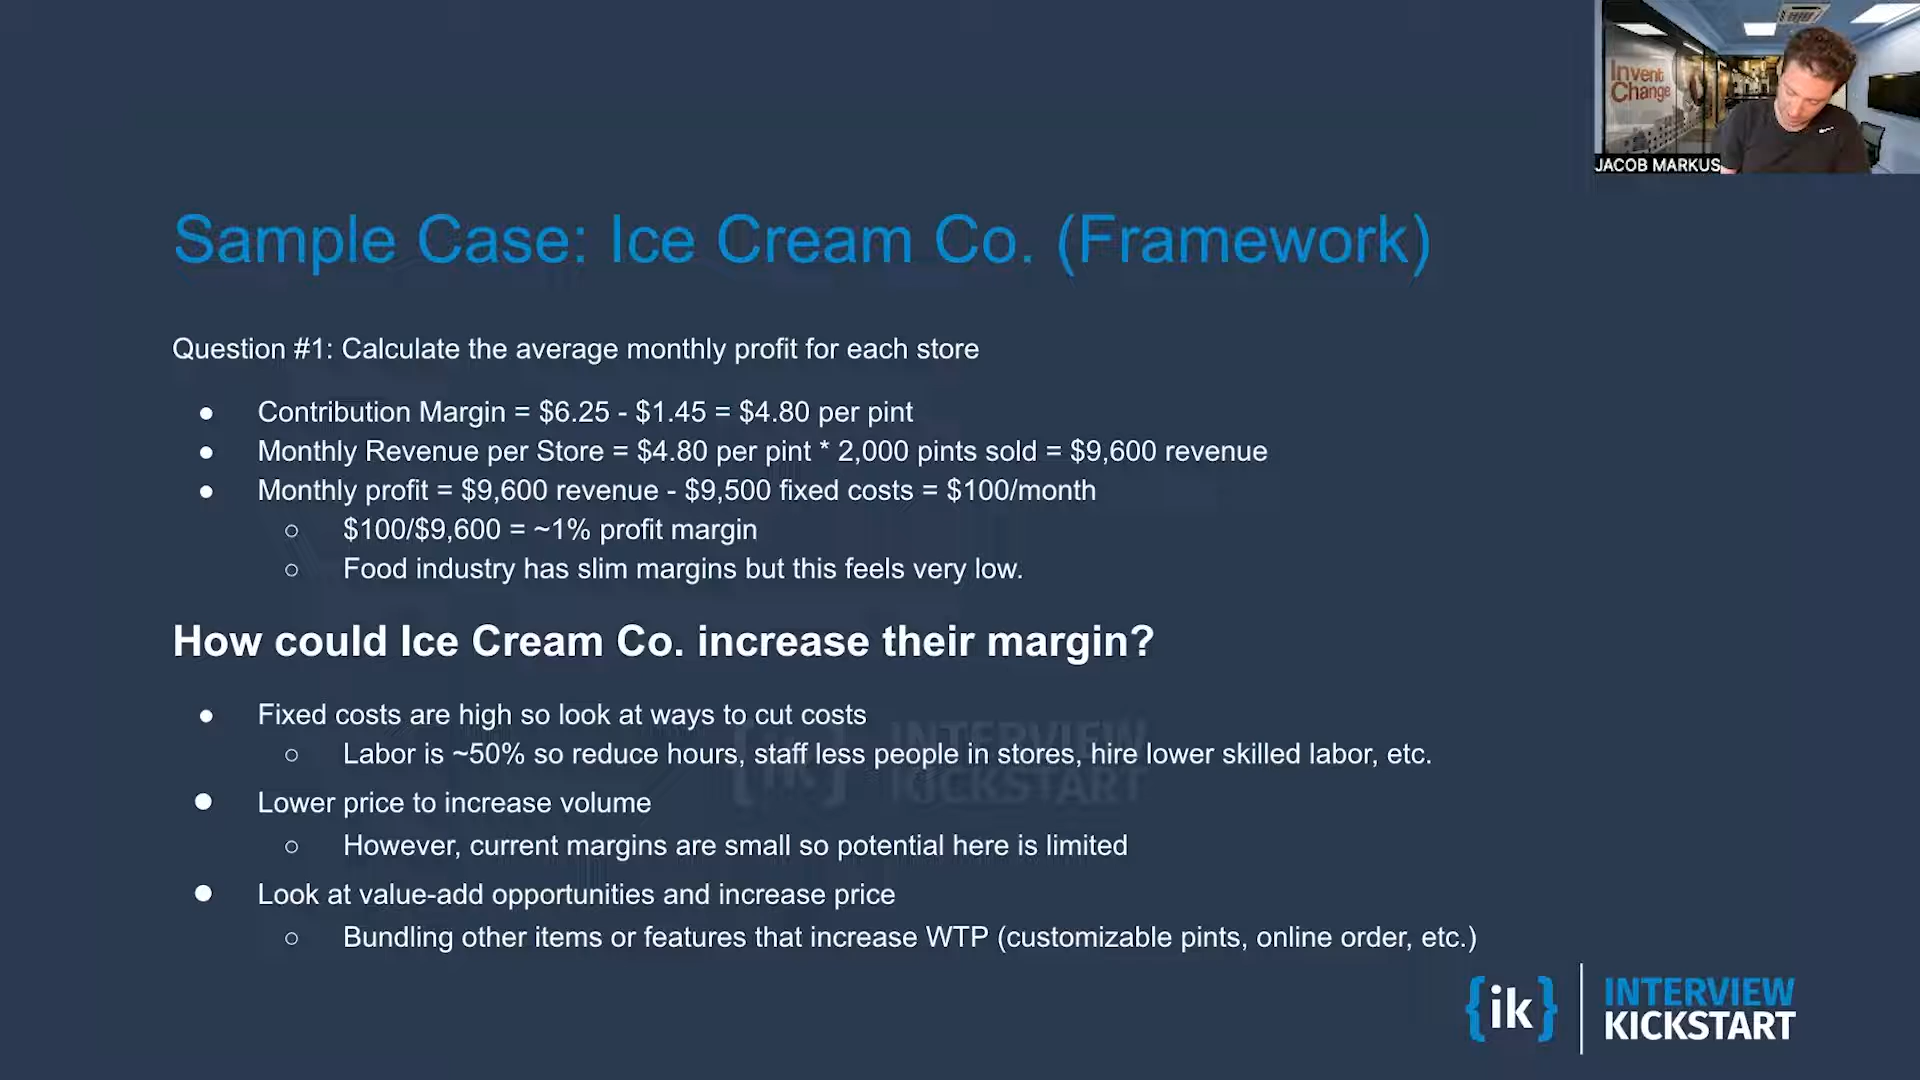 Invent
Change
JACOB MARKUS
Sample Case: Ice Cream Co. (Framework)
Question #1: Calculate the average monthly profit for each store
● Contribution Margin = $6.25 - $1.45 = $4.80 per pint
● Monthly Revenue per Store = $4.80 per pint * 2,000 pints sold = $9,600 revenue
● Monthly profit = $9,600 revenue - $9,500 fixed costs = $100/month
○ $100/$9,600 = ~1% profit margin
○ Food industry has slim margins but this feels very low.
How could Ice Cream Co. increase their margin?
● Fixed costs are high so look at ways to cut costs
○ Labor is ~50% so reduce hours, staff less people in stores, hire lower skilled labor, etc.
● Lower price to increase volume
○ However, current margins are small so potential here is limited
● Look at value-add opportunities and increase price
○ Bundling other items or features that increase WTP (customizable pints, online order, etc.)
{ik} INTERVIEW
KICKSTART
{ik} INTERVIEW
KICKSTART